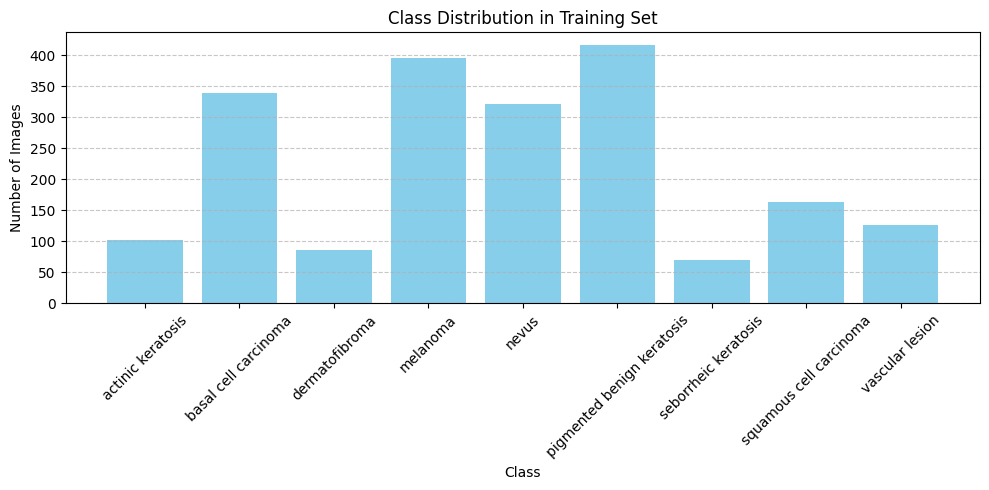 Class Distribution in Training Set
Number of Images
400
350
300
250
200
150
100
50
0
actinic keratosis
basal cell carcinoma
dermatofibroma
melanoma
nevus
pigmented benign keratosis
seborrheic keratosis
squamous cell carcinoma
vascular lesion
Class